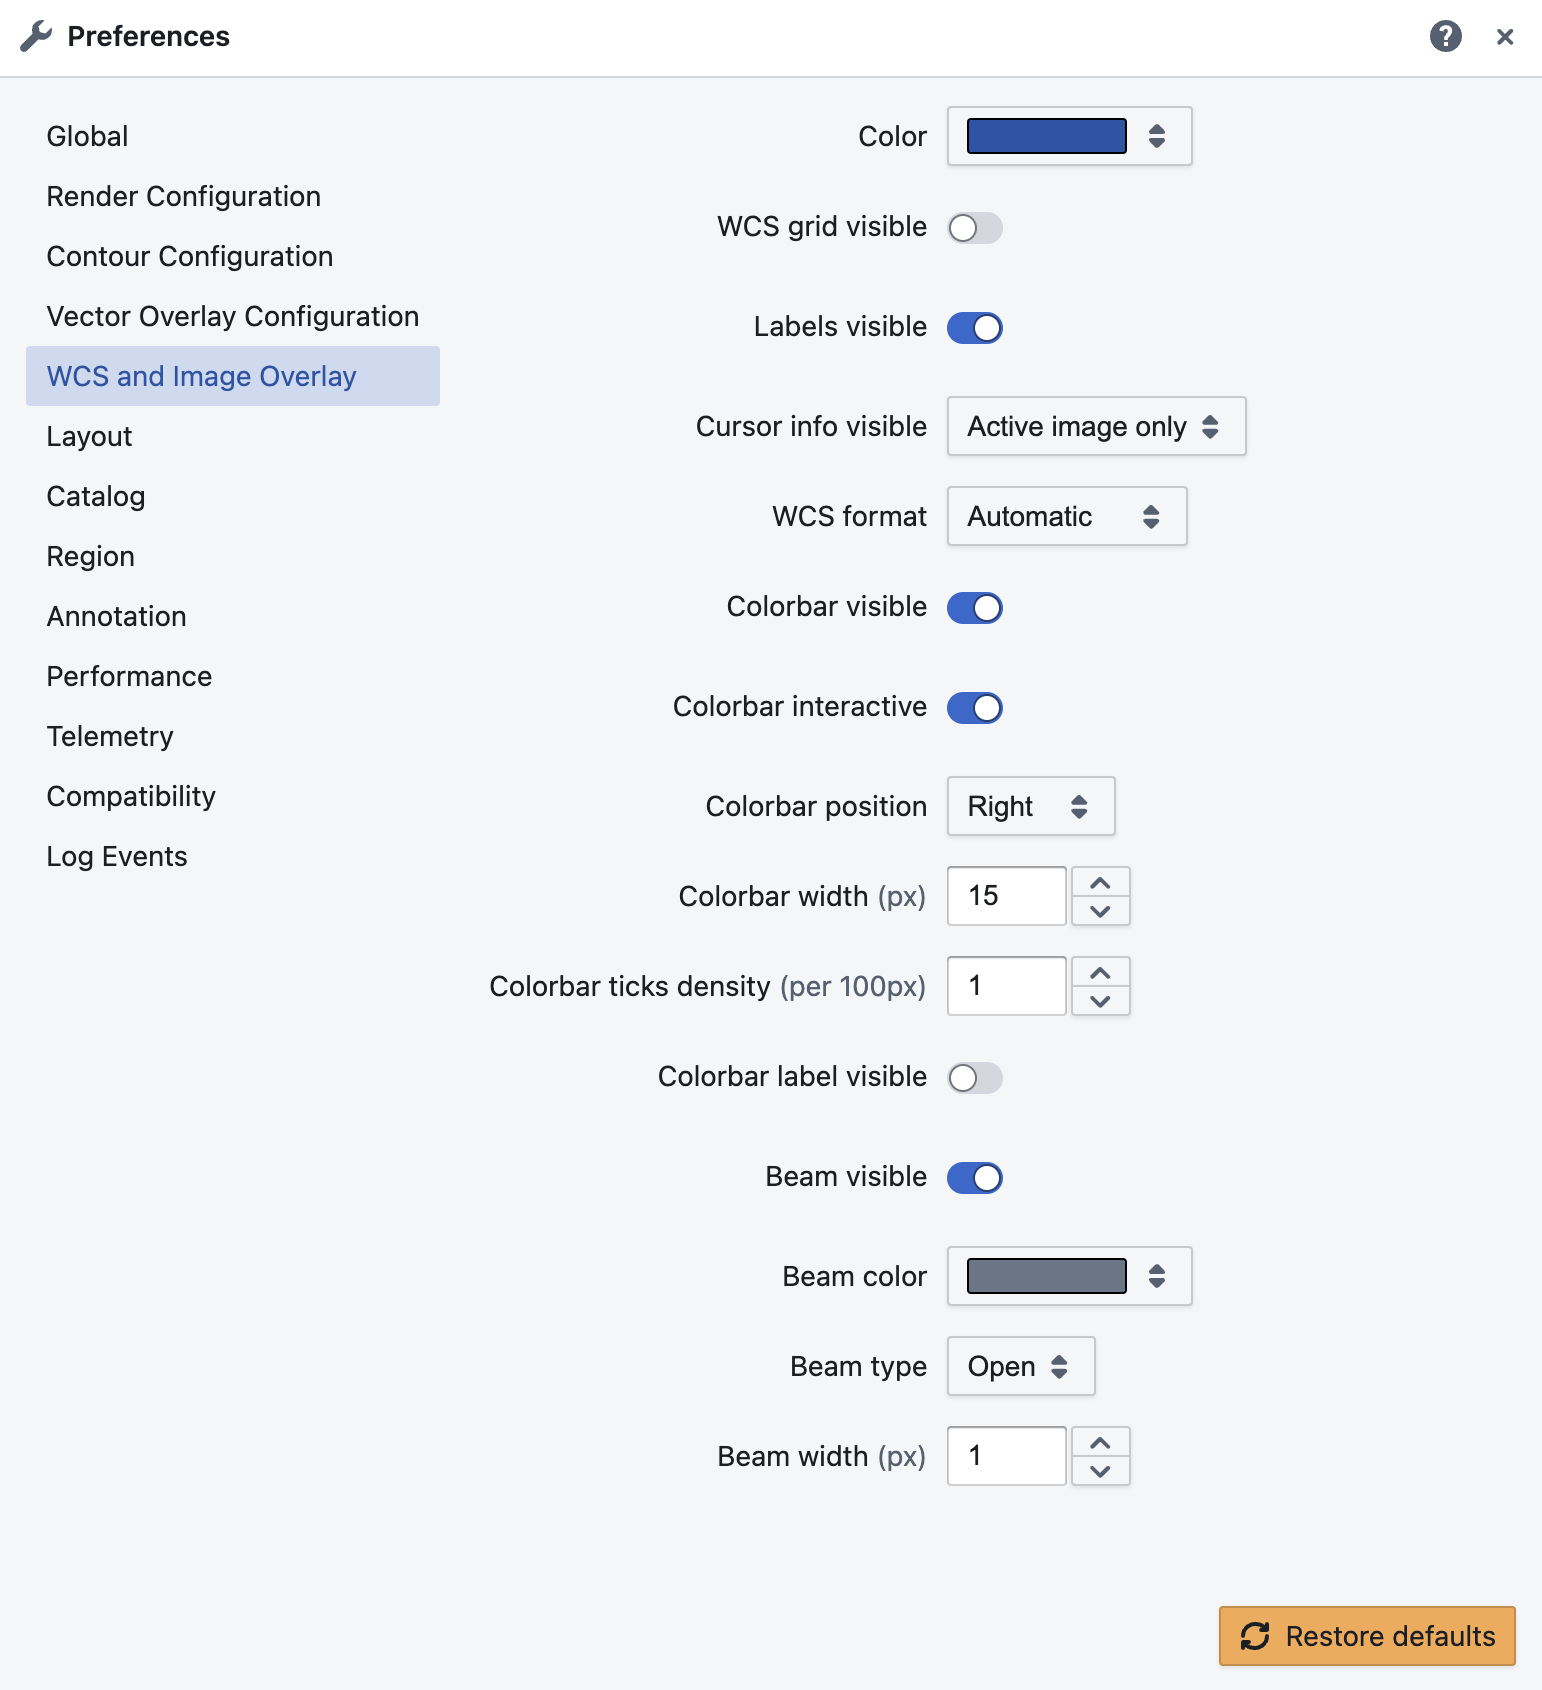 Preferences
Global
Render Configuration
Contour Configuration
Vector Overlay Configuration
WCS and Image Overlay
Layout
Catalog
Region
Annotation
Performance
Telemetry
Compatibility
Log Events
Color
WCS grid visible
Labels visible
Cursor info visible Active image only
WCS format Automatic
Colorbar visible
Colorbar interactive
Colorbar position Right
Colorbar width (px) 15
Colorbar ticks density (per 100px) 1
Colorbar label visible
Beam visible
Beam color
Beam type Open
Beam width (px) 1
Restore defaults